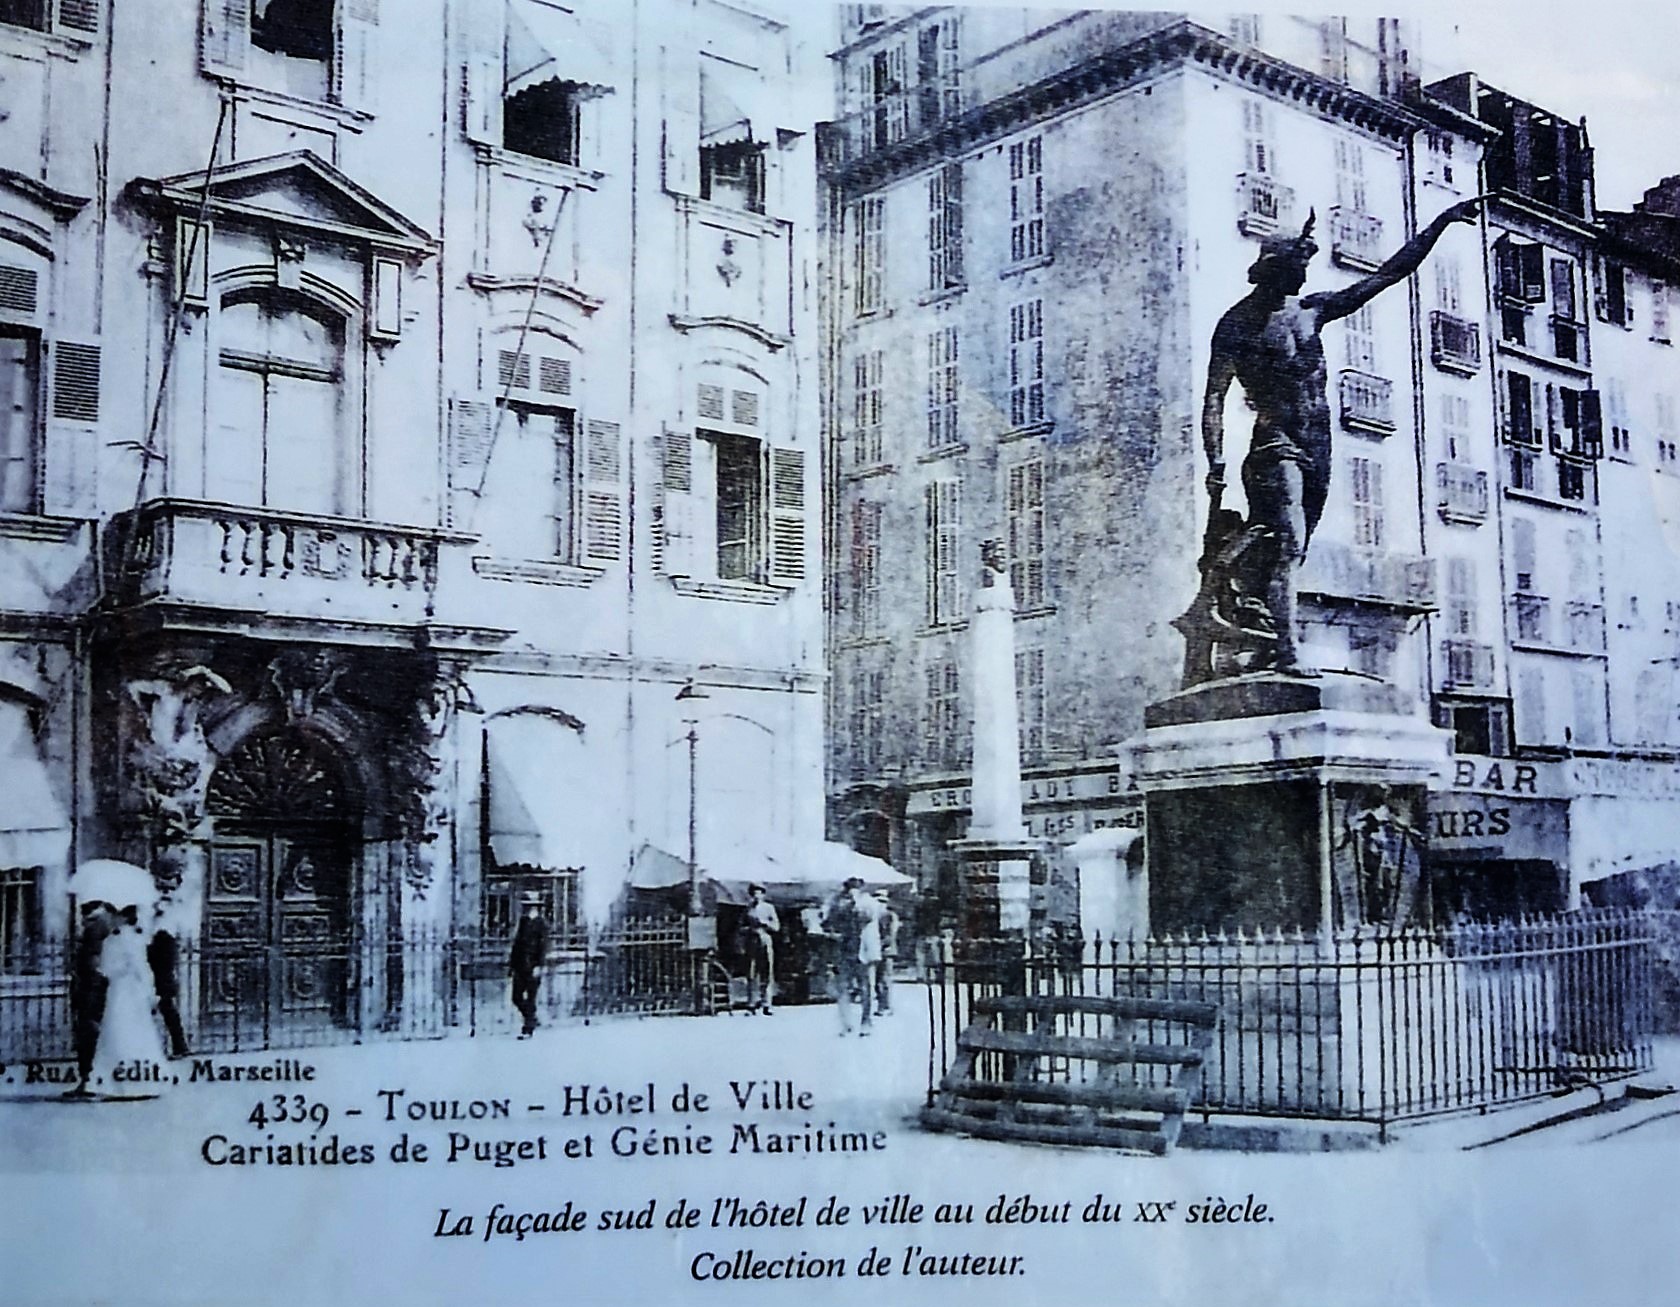 BAR
URS
édit., Marseille
4339 - TOULON - Hôtel de Ville
Cariatides de Puget et Génie Maritime
La façade sud de l'hôtel de ville au début du XXe siècle.
Collection de l'auteur.